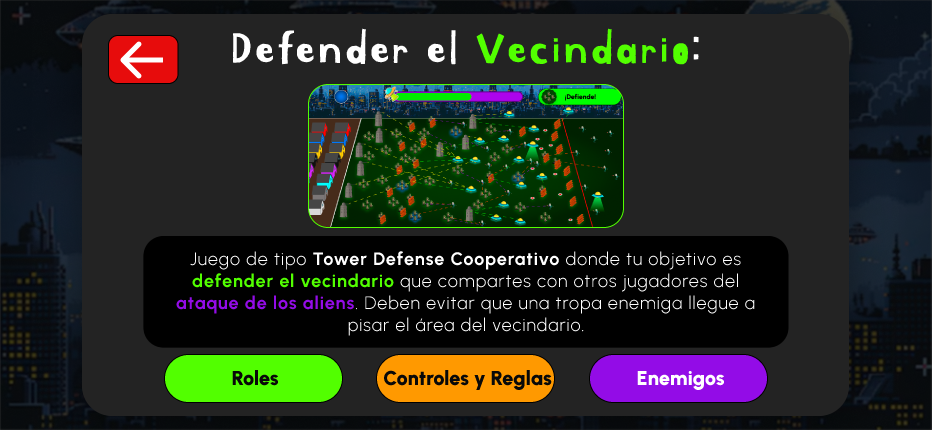 Defender el Vecindario:
¡Defiende!
Juego de tipo Tower Defense Cooperativo donde tu objetivo es
defender el vecindario que compartes con otros jugadores del
ataque de los aliens. Deben evitar que una tropa enemiga llegue a
pisar el área del vecindario.
Roles
Controles y Reglas
Enemigos